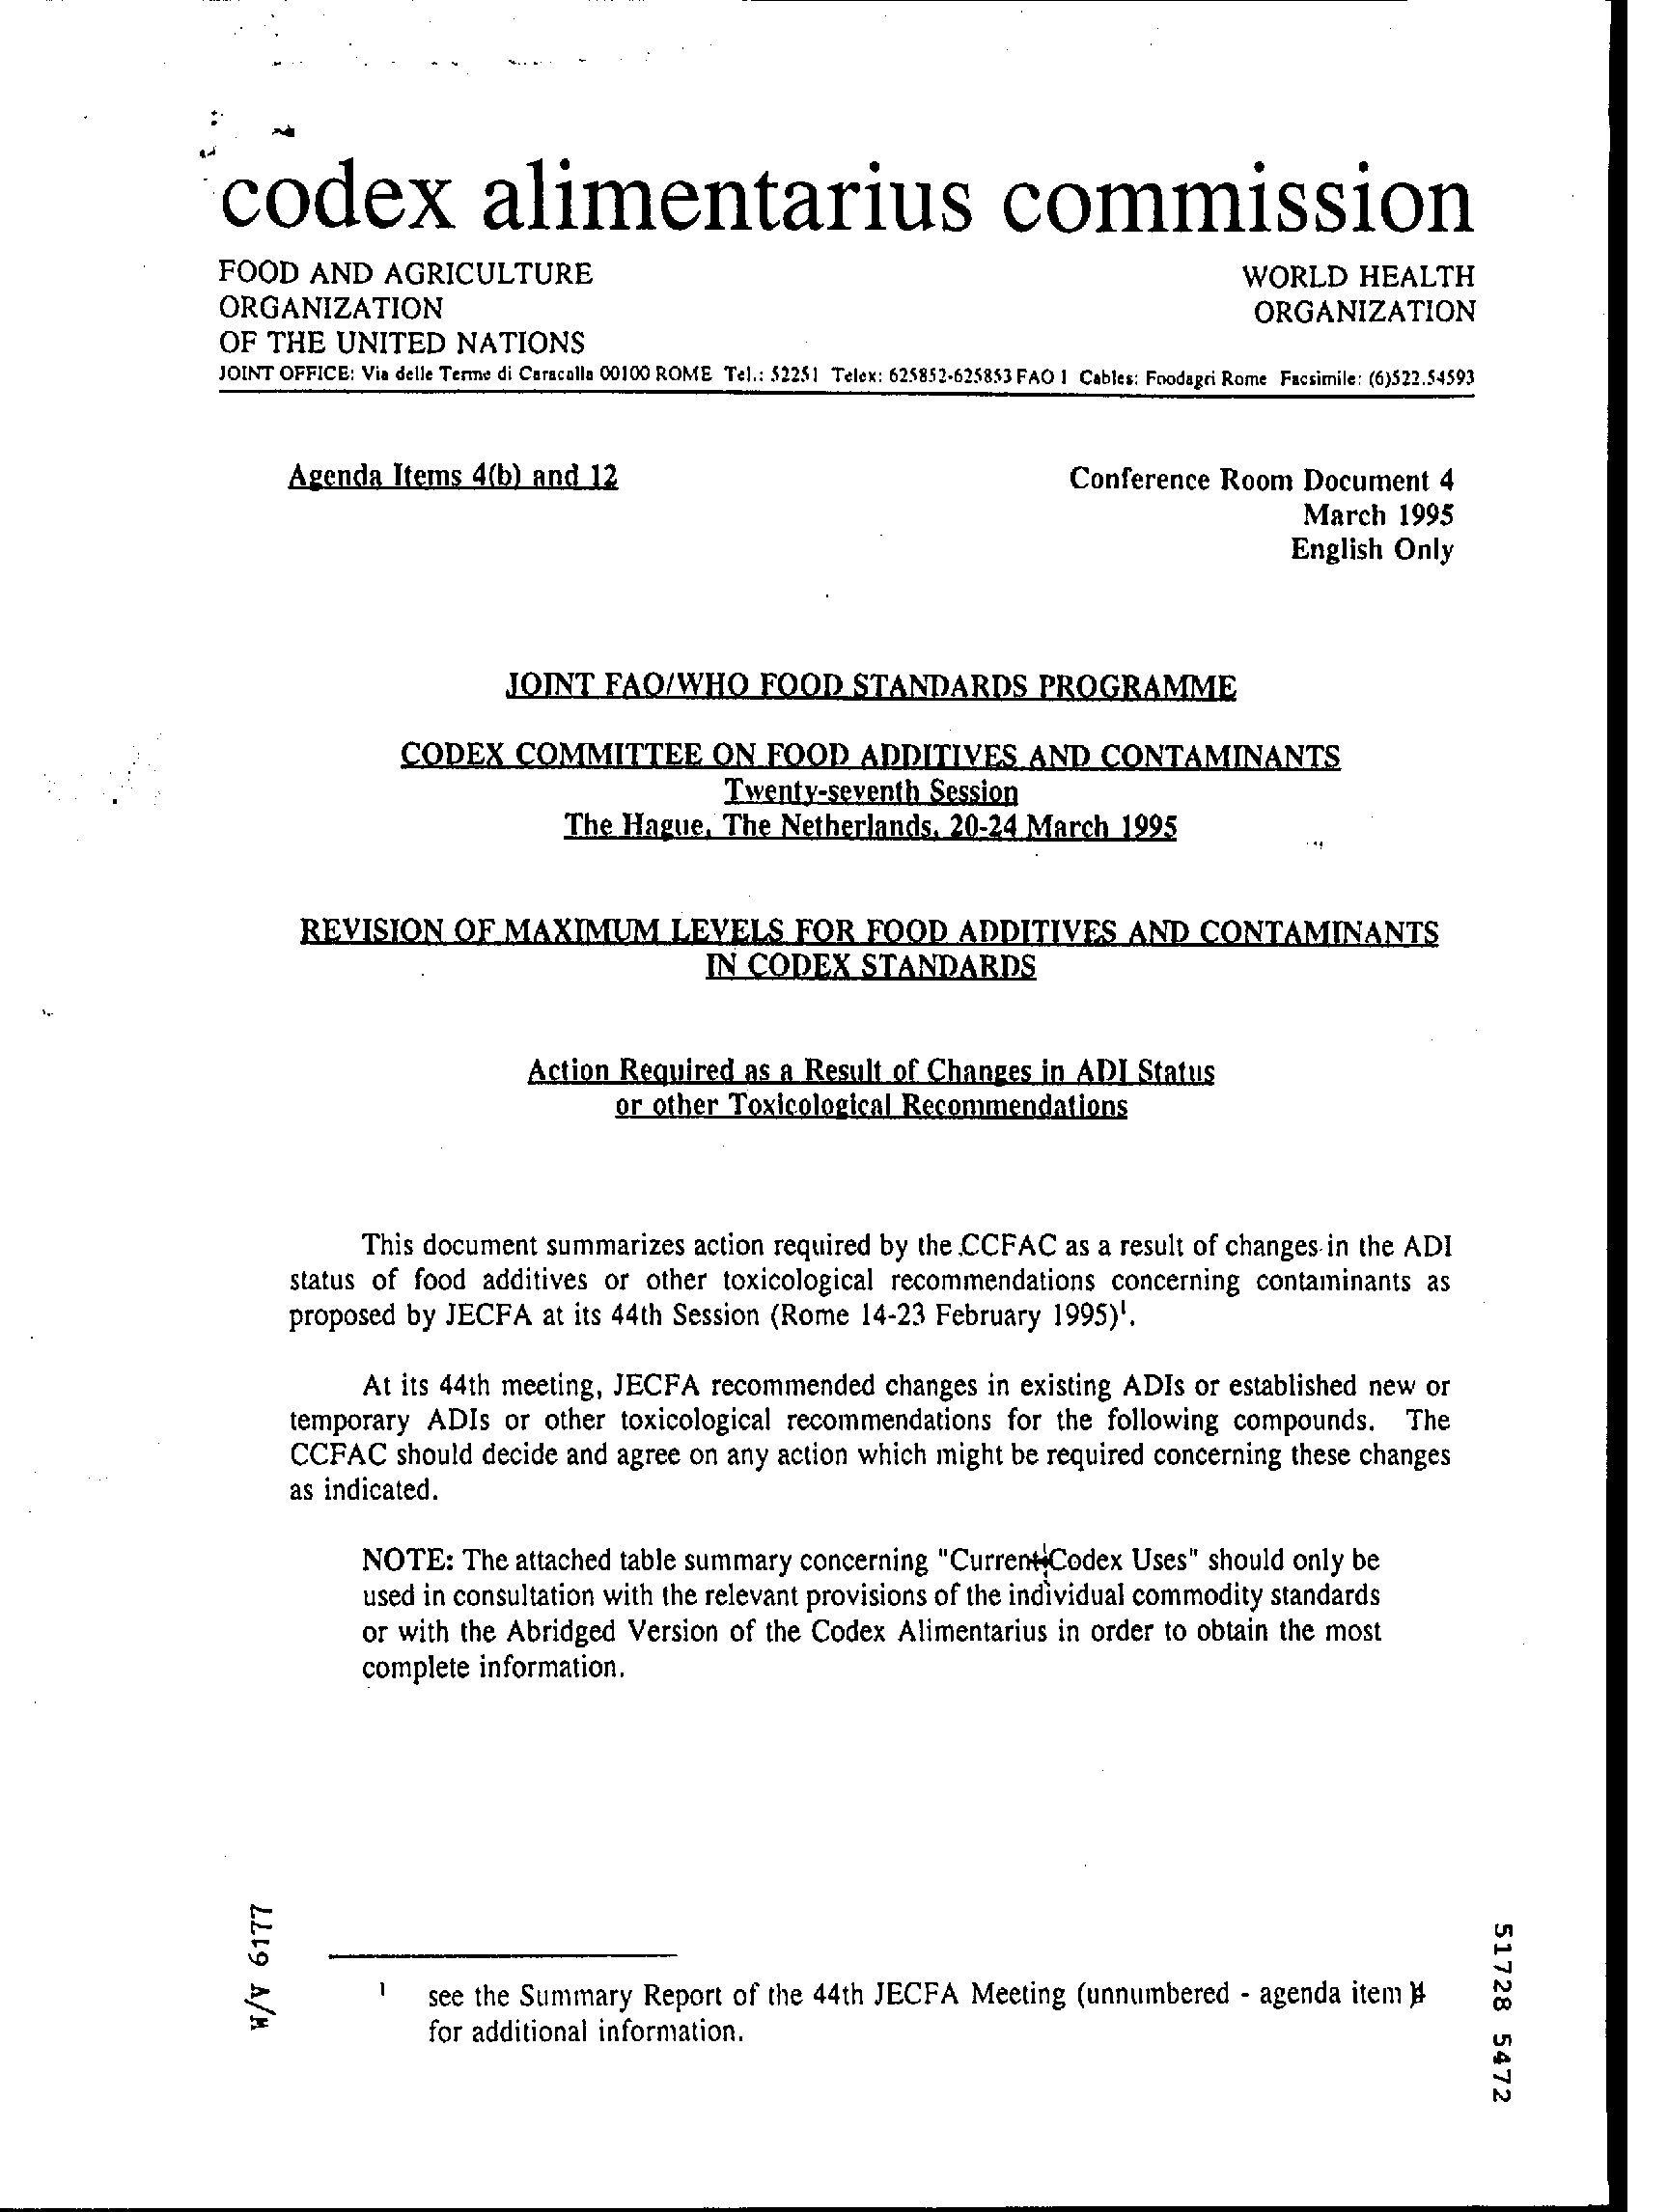 codex alimentarius commission
FOOD AND AGRICULTURE
ORGANIZATION
OF THE UNITED NATIONS
WORLD HEALTH
ORGANIZATION
JOINT OFFICE: Via delle Terme di Caracalla 00100 ROME Tel.: 52251 Telex: 625852-625853 FAO I Cables: Foodagri Rome Facsimile: (6)522.54593
Agenda Items 4(b) and 12
Conference Room Document 4
March 1995
English Only
JOINT FAO/WHO FOOD STANDARDS PROGRAMME
CODEX COMMITTEE ON FOOD ADDITIVES AND CONTAMINANTS
Twenty-seventh Session
The Hague, The Netherlands, 20-24 March 1995
REVISION OF MAXIMUM LEVELS FOR FOOD ADDITIVES AND CONTAMINANTS
IN CODEX STANDARDS
Action Required as a Result of Changes in ADI Status
or other Toxicological Recommendations
This document summarizes action required by the CCFAC as a result of changes in the ADI
status of food additives or other toxicological recommendations concerning contaminants as
proposed by JECFA at its 44th Session (Rome 14-23 February 1995)¹.
At its 44th meeting, JECFA recommended changes in existing ADIs or established new or
temporary ADIs or other toxicological recommendations for the following compounds. The
CCFAC should decide and agree on any action which might be required concerning these changes
as indicated.
NOTE: The attached table summary concerning "Current Codex Uses" should only be
used in consultation with the relevant provisions of the individual commodity standards
or with the Abridged Version of the Codex Alimentarius in order to obtain the most
complete information.
1 see the Summary Report of the 44th JECFA Meeting (unnumbered - agenda item
for additional information.
W/V 6177
51728 5472